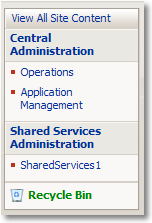 View All Site Content
Central
Administration
Operations
Application
Management
Shared Services
Administration
SharedServices1
Recycle Bin